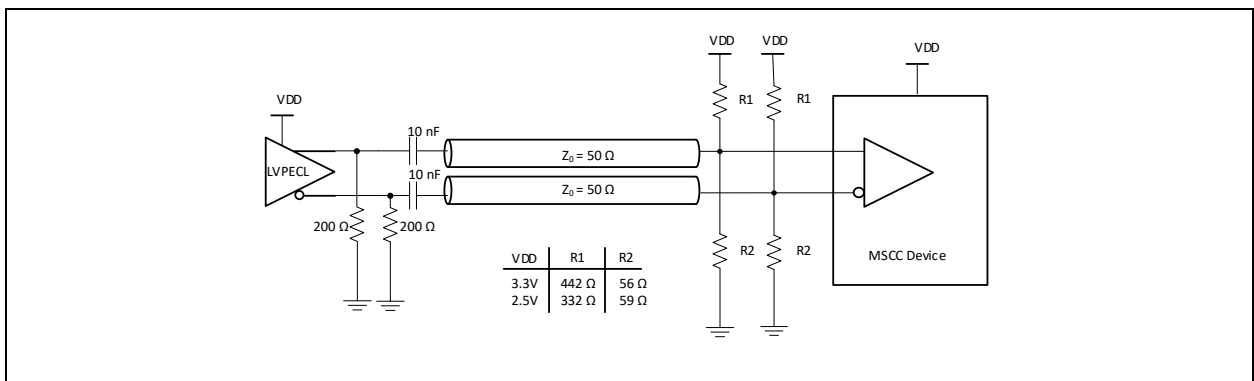 VDD VDD
VDD
R1 R1
VDD
10 nF
Z₀ = 50 Ω
LVPECL
10 nF
Z₀ = 50 Ω
200 Ω 200 Ω
R2 R2
MSCC Device
VDD R1 R2
3.3V 442 Ω 56 Ω
2.5V 332 Ω 59 Ω